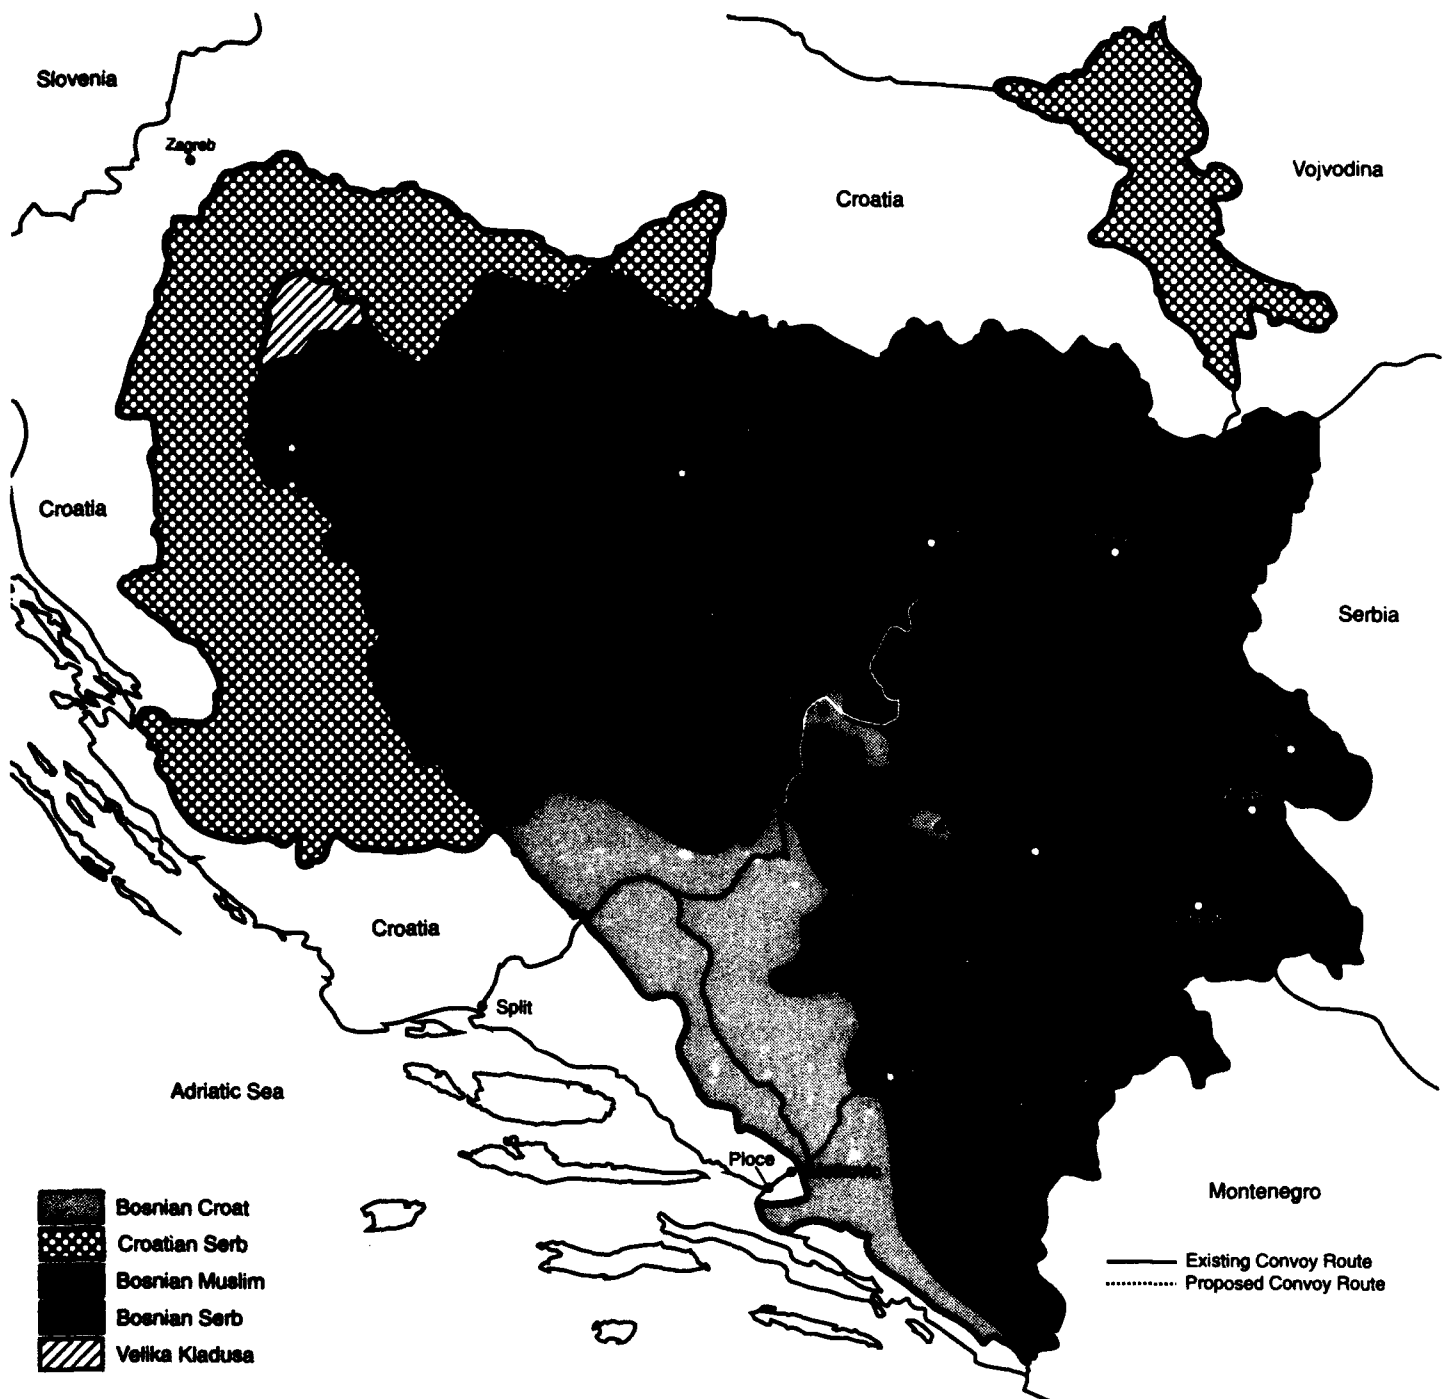 Slovenia
Zagreb
Croatia
Vojvodina
Croatia
Serbia
Croatia
Split
Adriatic Sea
Ploce
Montenegro
Bosnian Croat
Croatian Serb
Bosnian Muslim
Bosnian Serb
Velika Kladusa
Existing Convoy Route
Proposed Convoy Route